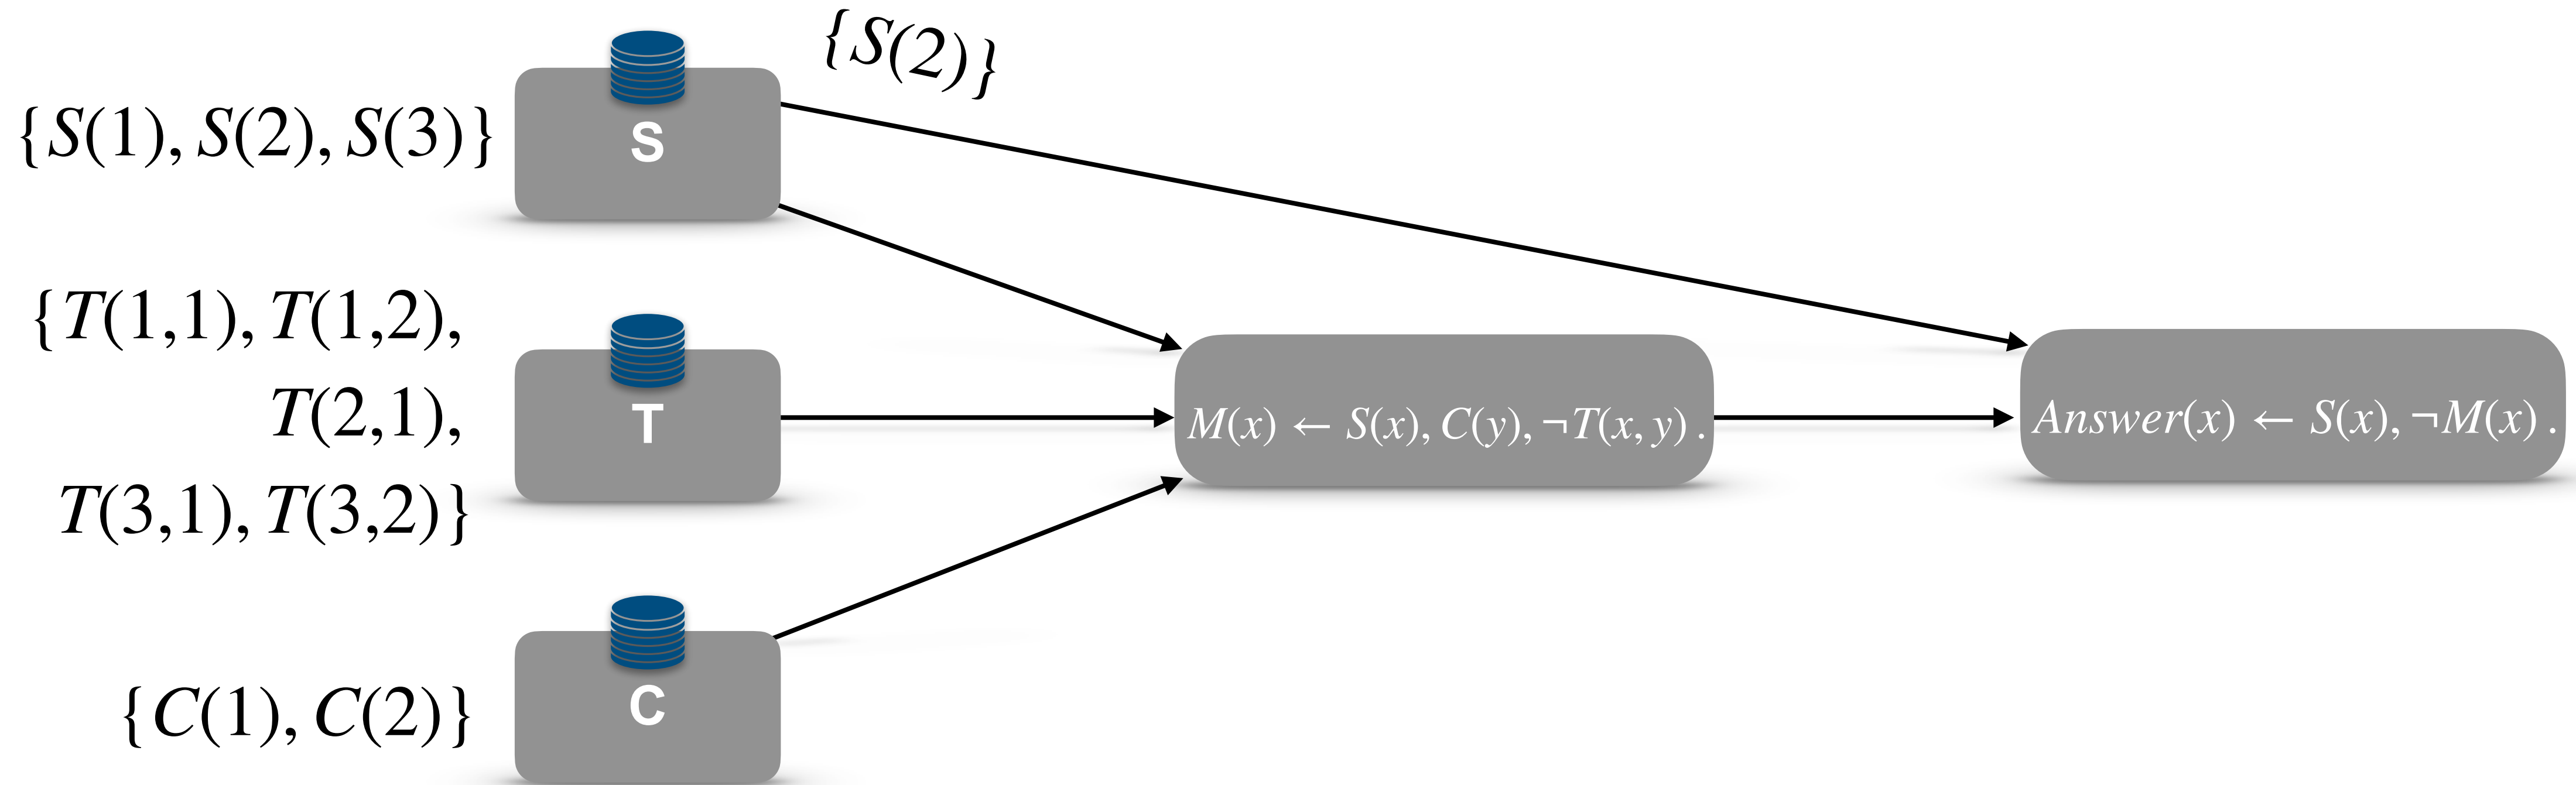 {S(2)}
{S(1), S(2), S(3)}
S
{T(1,1), T(1,2),
T(2,1),
T(3,1), T(3,2)}
T
M(x) ← S(x), C(y), ¬T(x, y) .
Answer(x) ← S(x), ¬M(x) .
{C(1), C(2)}
C